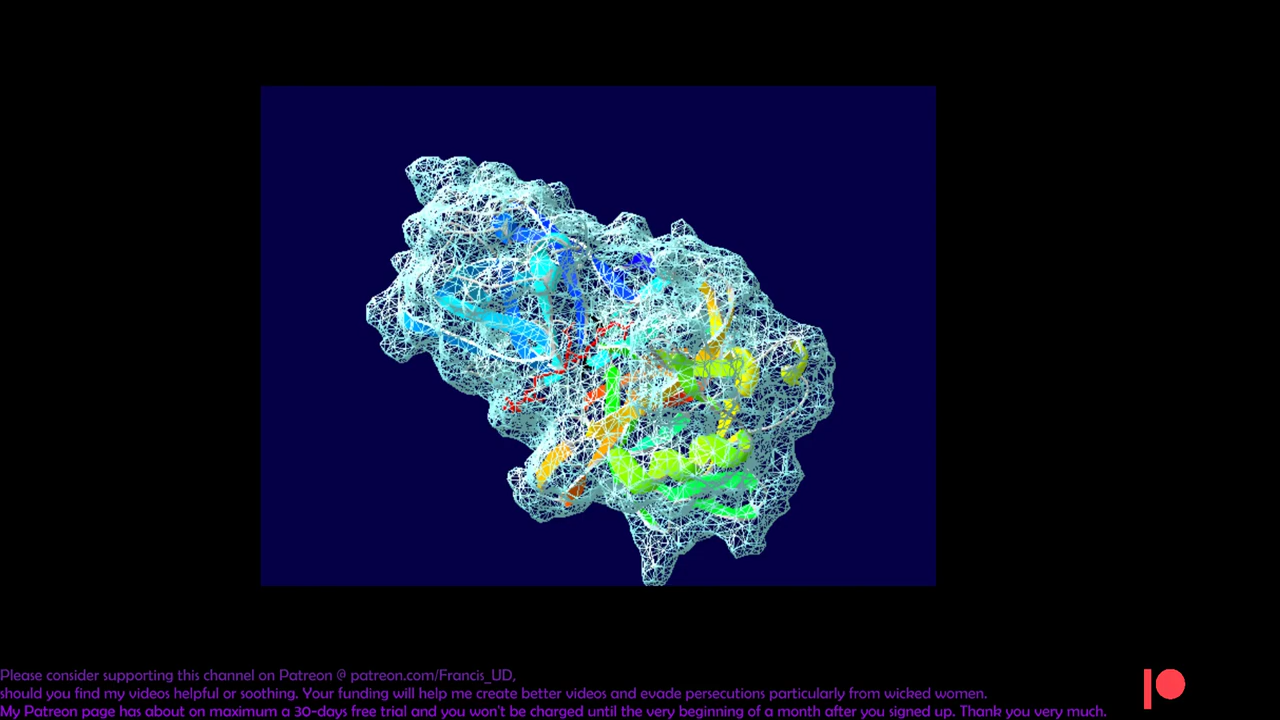 Please consider supporting this channel on Patreon @ patreon.com/Francis_UD,
should you find my videos helpful or soothing. Your funding will help me create better videos and evade persecutions particularly from wicked women.
My Patreon page has about on maximum a 30-days free trial and you won't be charged until the very beginning of a month after you signed up. Thank you very much.